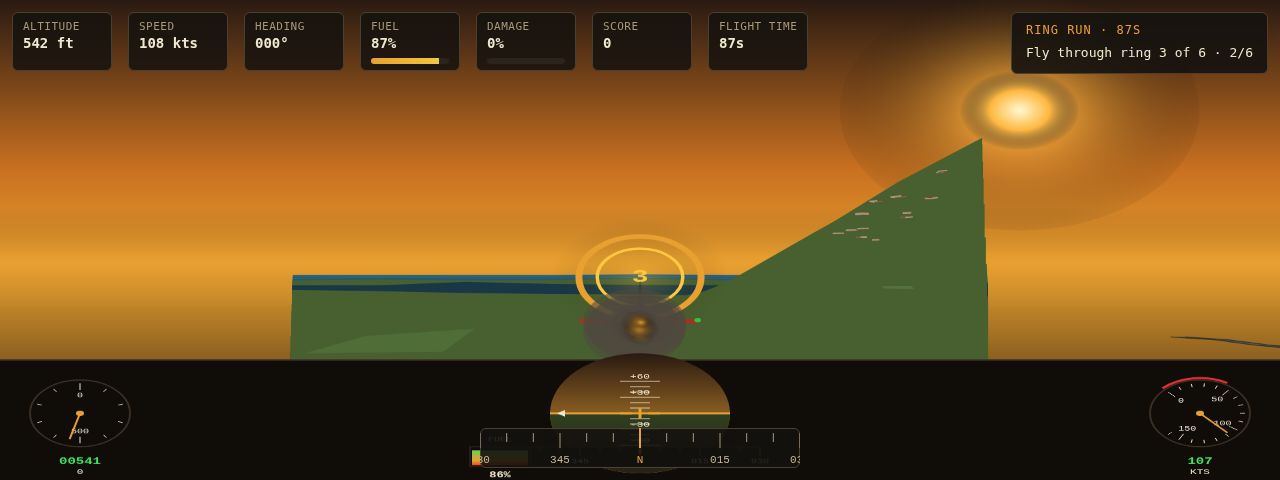 ALTITUDE
542 ft
SPEED
108 kts
HEADING
000°
FUEL
87%
DAMAGE
0%
SCORE
0
FLIGHT TIME
87s
RING RUN · 87S
Fly through ring 3 of 6 · 2/6
3
0
500
00541
0
+60
+30
-30
345
N
015
86%
0
50
100
150
107
KTS